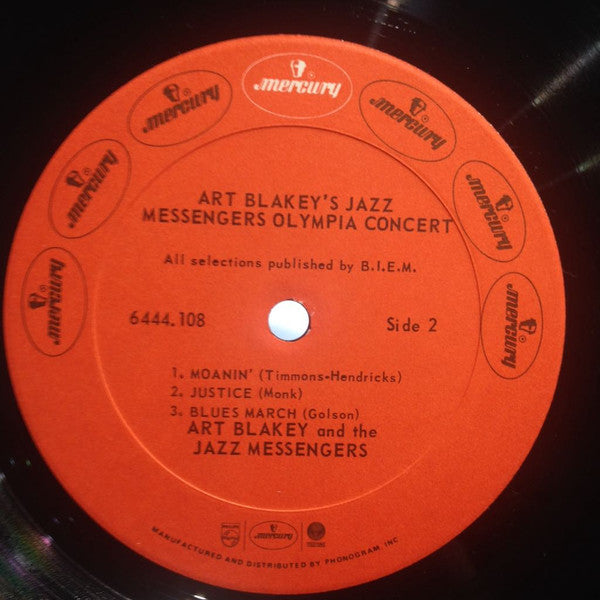 mercury
mercury
mercury
mercury
mercury
mercury
mercury
ART BLAKEY'S JAZZ
MESSENGERS OLYMPIA CONCERT
All selections published by B.I.E.M.
6444.108
Side 2
1. MOANIN' (Timmons-Hendricks)
2. JUSTICE (Monk)
3. BLUES MARCH (Golson)
ART BLAKEY and the
JAZZ MESSENGERS
PHILIPS
mercury
MANUFACTURED AND DISTRIBUTED BY PHONOGRAM INC